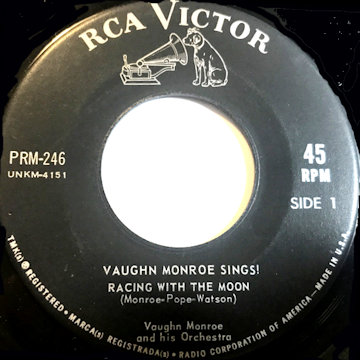 RCA VICTOR
PRM-246
UNKM-4151
45
RPM
SIDE 1
VAUGHN MONROE SINGS!
RACING WITH THE MOON
(Monroe-Pope-Watson)
Vaughn Monroe
and his Orchestra
TMK(s) ® REGISTERED • MARCA(s) REGISTRADA(s) • RADIO CORPORATION OF AMERICA—MADE IN U.S.A.